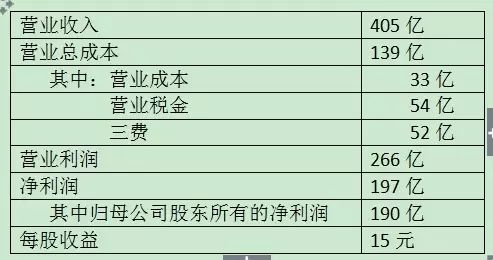 营业收入 405 亿
营业总成本 139 亿
其中：营业成本 33 亿
营业税金 54 亿
三费 52 亿
营业利润 266 亿
净利润 197 亿
其中归母公司股东所有的净利润 190 亿
每股收益 15 元